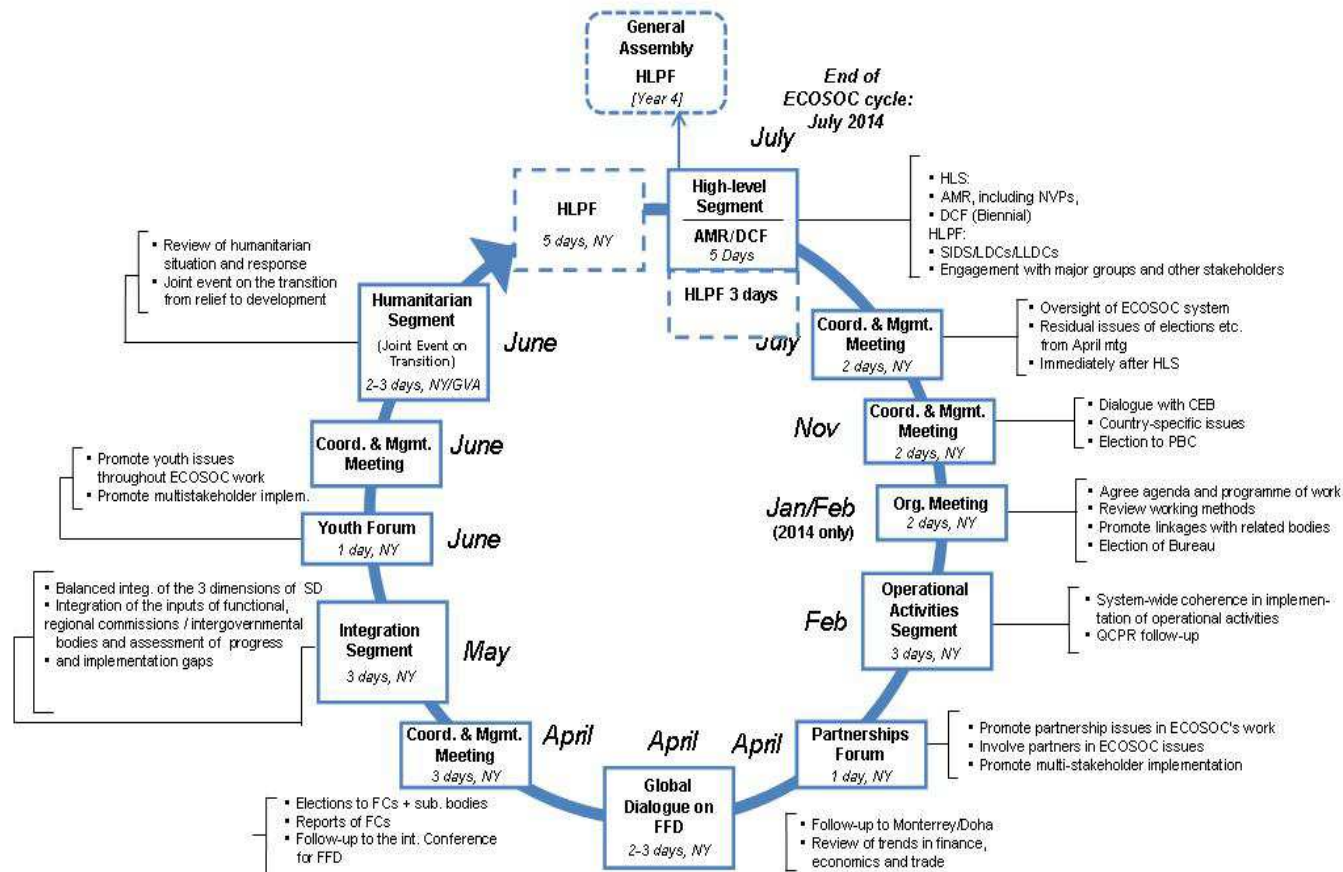 General
Assembly
HLPF
[Year 4]
End of
ECOSOC cycle:
July 2014
July
High-level
Segment
AMR/DCF
5 Days
HLPF 3 days
▪ HLS:
▪ AMR, including NVPs,
▪ DCF (Biennial)
HLPF:
▪ SIDS/LDCs/LLDCs
▪ Engagement with major groups and other stakeholders
July
Coord. & Mgmt.
Meeting
2 days, NY
▪ Oversight of ECOSOC system
▪ Residual issues of elections etc.
from April mtg
▪ Immediately after HLS
Nov
Coord. & Mgmt.
Meeting
2 days, NY
▪ Dialogue with CEB
▪ Country-specific issues
▪ Election to PBC
Jan/Feb
(2014 only)
Org. Meeting
2 days, NY
▪ Agree agenda and programme of work
▪ Review working methods
▪ Promote linkages with related bodies
▪ Election of Bureau
Feb
Operational
Activities
Segment
3 days, NY
▪ System-wide coherence in implemen-
tation of operational activities
▪ QCPR follow-up
April
Partnerships
Forum
1 day, NY
▪ Promote partnership issues in ECOSOC's work
▪ Involve partners in ECOSOC issues
▪ Promote multi-stakeholder implementation
April
Global
Dialogue on
FFD
2-3 days, NY
▪ Follow-up to Monterrey/Doha
▪ Review of trends in finance,
economics and trade
April
Coord. & Mgmt.
Meeting
3 days, NY
▪ Elections to FCs + sub. bodies
▪ Reports of FCs
▪ Follow-up to the int. Conference
for FFD
May
Integration
Segment
3 days, NY
▪ Balanced integ. of the 3 dimensions of SD
▪ Integration of the inputs of functional,
regional commissions / intergovernmental
bodies and assessment of progress
▪ and implementation gaps
June
Youth Forum
1 day, NY
▪ Promote youth issues
throughout ECOSOC work
▪ Promote multistakeholder implem.
June
Coord. & Mgmt.
Meeting
June
Humanitarian
Segment
(Joint Event on
Transition)
2-3 days, NY/GVA
▪ Review of humanitarian
situation and response
▪ Joint event on the transition
from relief to development
HLPF
5 days, NY